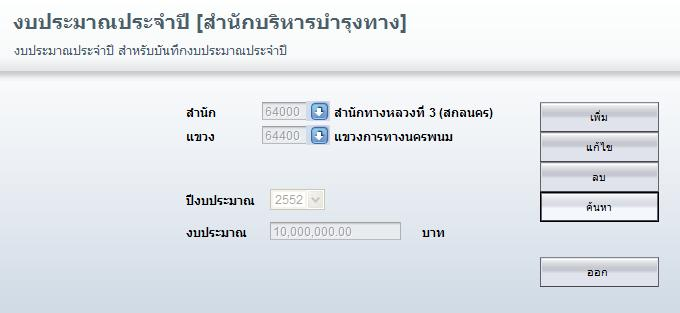 งบประมาณประจำปี [สำนักบริหารบำรุงทาง]
งบประมาณประจำปี สำหรับบันทึกงบประมาณประจำปี
สำนัก 64000 สำนักทางหลวงที่ 3 (สกลนคร)
แขวง 64400 แขวงการทางนครพนม
ปีงบประมาณ 2552
งบประมาณ 10,000,000.00 บาท
เพิ่ม
แก้ไข
ลบ
ค้นหา
ออก